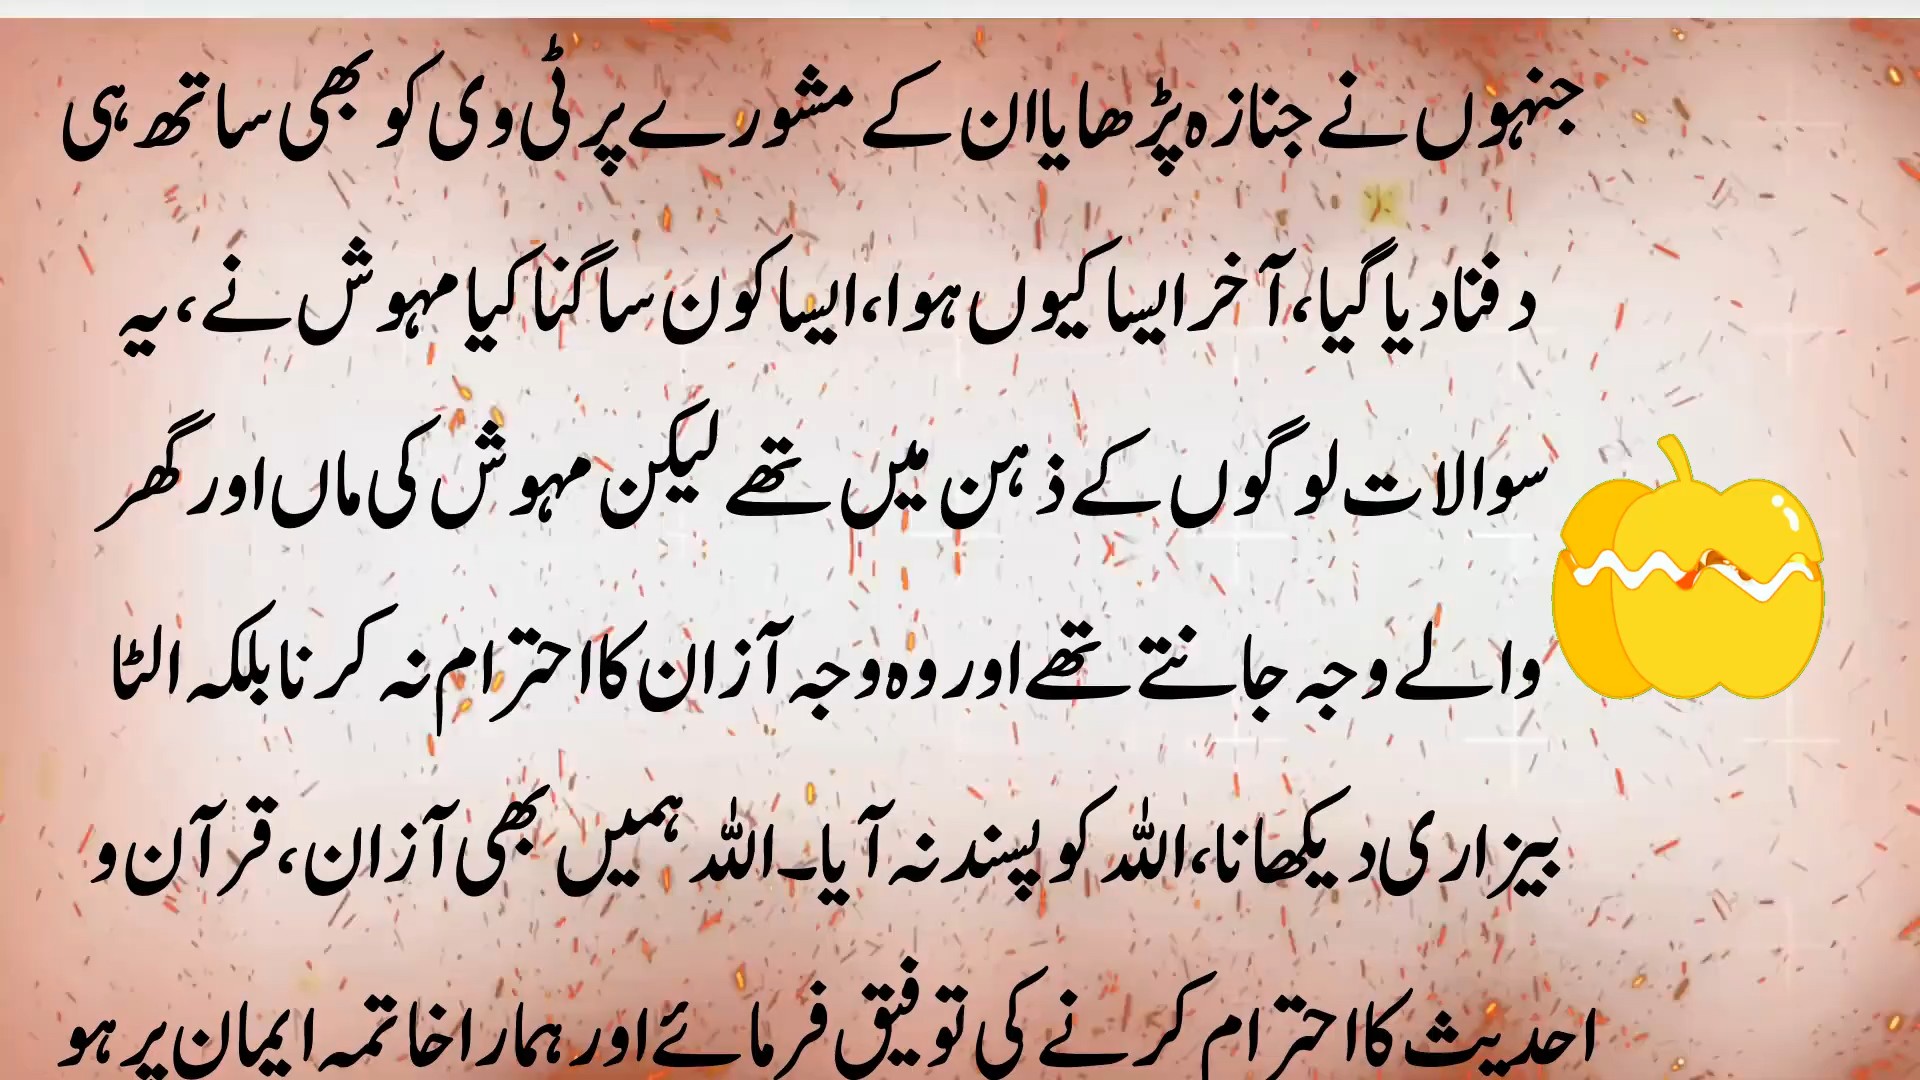 جنہوں نے جنازہ پڑھایا ان کے مشورے پر ٹی وی کو بھی ساتھ ہی
دفنا دیا گیا، آخر ایسا کیوں ہوا، ایسا کون سا گنا کیا مہوش نے، یہ
سوالات لوگوں کے ذہن میں تھے لیکن مہوش کی ماں اور گھر
والے وجہ جانتے تھے اور وہ وجہ آزان کا احترام نہ کرنا بلکہ الٹا
بیزاری دیکھانا، اللہ کو پسند نہ آیا۔ اللہ ہمیں بھی آزان، قرآن و
احدیث کا احترام کرنے کی توفیق فرمائے اور ہمارا خاتمہ ایمان پر ہو